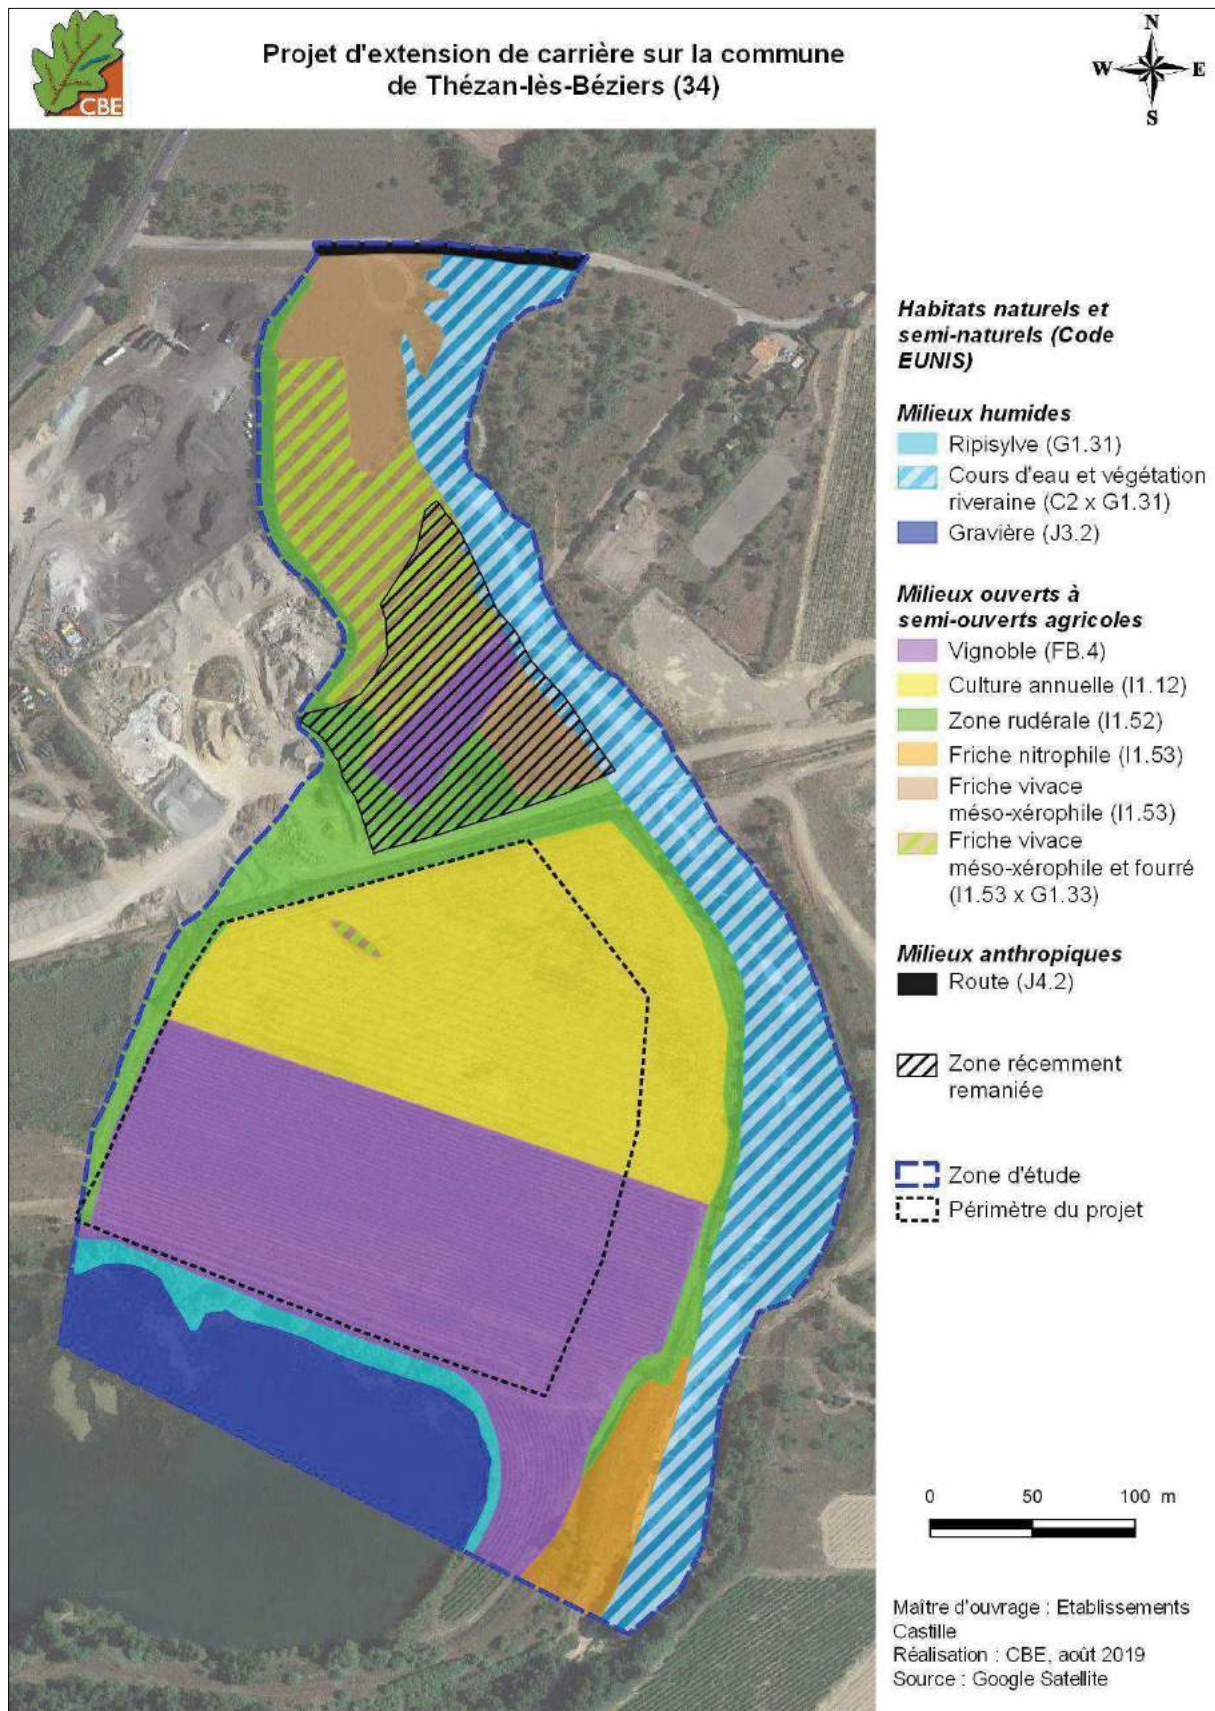 CBE
Projet d'extension de carrière sur la commune
de Thézan-lès-Béziers (34)
N
W
E
S
Habitats naturels et
semi-naturels (Code
EUNIS)
Milieux humides
Ripisylve (G1.31)
Cours d'eau et végétation
riveraine (C2 x G1.31)
Gravière (J3.2)
Milieux ouverts à
semi-ouverts agricoles
Vignoble (FB.4)
Culture annuelle (I1.12)
Zone rudérale (I1.52)
Friche nitrophile (I1.53)
Friche vivace
méso-xérophile (I1.53)
Friche vivace
méso-xérophile et fourré
(I1.53 x G1.33)
Milieux anthropiques
Route (J4.2)
Zone récemment
remaniée
Zone d'étude
Périmètre du projet
0 50 100 m
Maître d'ouvrage : Etablissements
Castille
Réalisation : CBE, août 2019
Source : Google Satellite